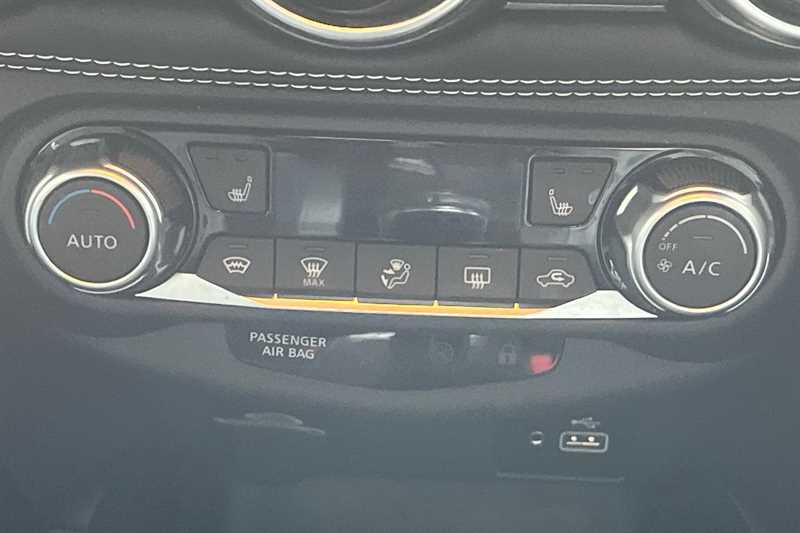 AUTO
MAX
OFF
A/C
PASSENGER
AIR BAG